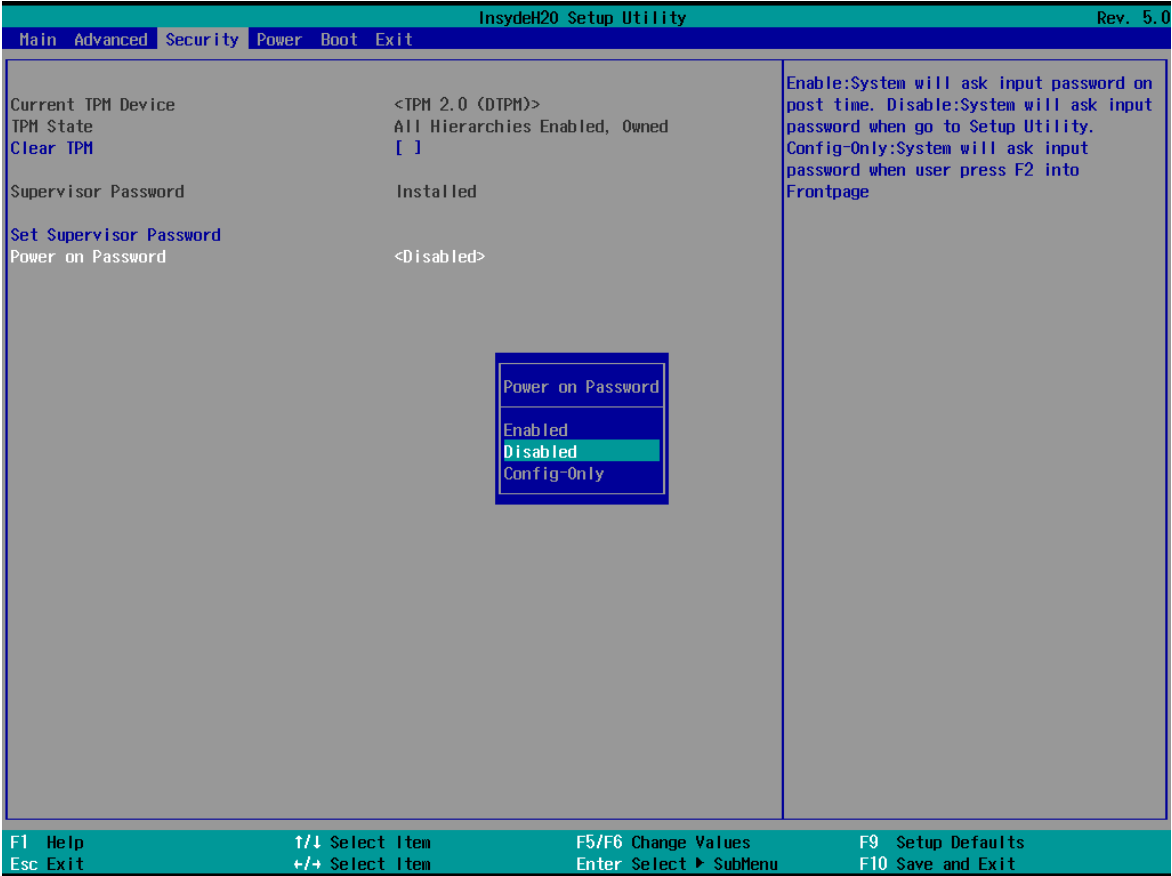 InsydeH20 Setup Utility Rev. 5.0
Main Advanced Security Power Boot Exit
Current TPM Device <TPM 2.0 (DTPM)>
TPM State All Hierarchies Enabled, Owned
Clear TPM [ ]
Supervisor Password Installed
Set Supervisor Password
Power on Password <Disabled>
Power on Password
Enabled
Disabled
Config-Only
Enable:System will ask input password on
post time. Disable:System will ask input
password when go to Setup Utility.
Config-Only:System will ask input
password when user press F2 into
Frontpage
F1 Help ↑/↓ Select Item F5/F6 Change Values F9 Setup Defaults
Esc Exit ←/→ Select Item Enter Select ▶ SubMenu F10 Save and Exit